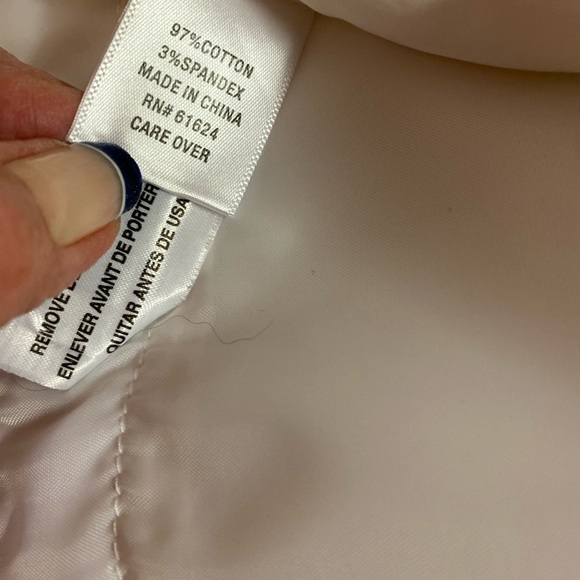 97%COTTON
3%SPANDEX
MADE IN CHINA
RN# 61624
CARE OVER
REMOVE
ENLEVER AVANT DE PORTER
QUITAR ANTES DE USA